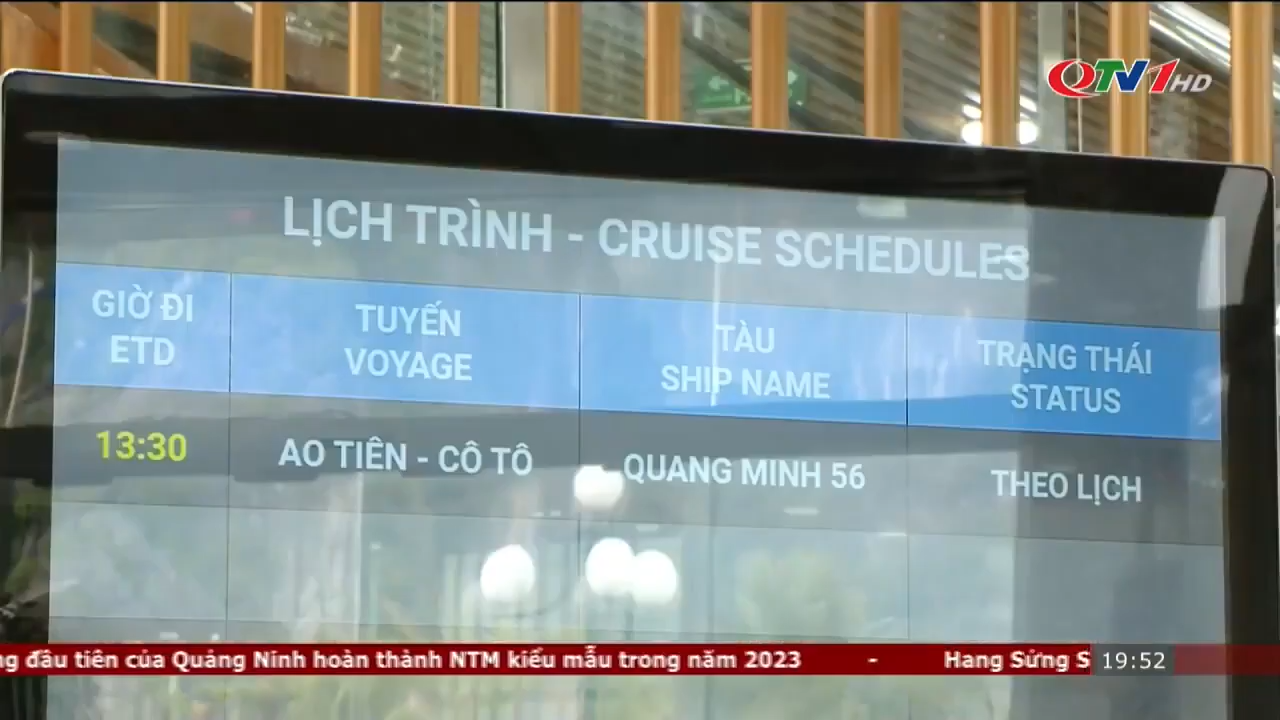 QTV1HD
LỊCH TRÌNH - CRUISE SCHEDULES
GIỜ ĐI
ETD
TUYẾN
VOYAGE
TÀU
SHIP NAME
TRẠNG THÁI
STATUS
13:30
AO TIÊN - CÔ TÔ
QUANG MINH 56
THEO LỊCH
đầu tiên của Quảng Ninh hoàn thành NTM kiểu mẫu trong năm 2023 - Hang Sửng
19:52